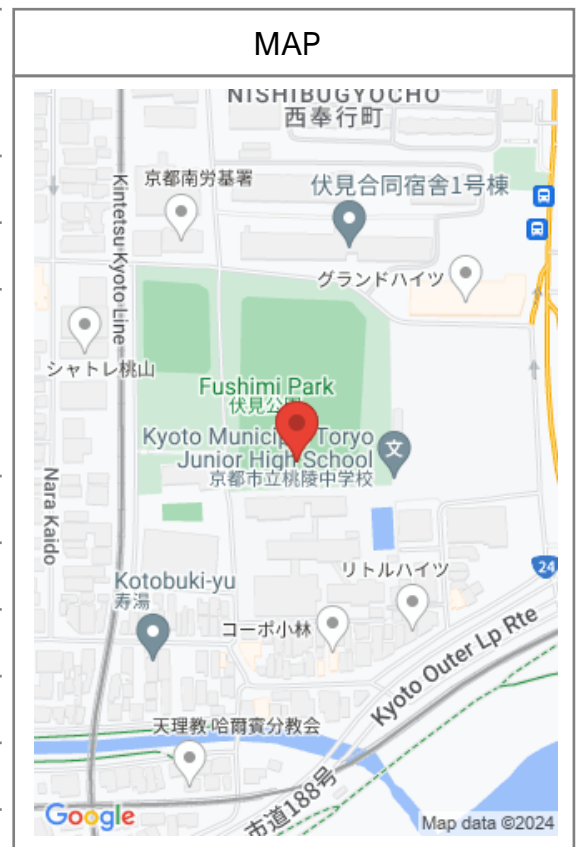 MAP
NISHIBUGYOCHO
西奉行町
京都南労基署
伏見合同宿舎1号棟
Kintetsu Kyoto Line
グランドハイツ
シャトレ桃山
Fushimi Park
伏見公園
Kyoto Municip Toryo
Junior High School
文
京都市立桃陵中学校
Nara Kaido
24
リトルハイツ
Kotobuki-yu
寿湯
コーポ小林
Kyoto Outer Lp Rte
天理教 哈爾賓分教会
市道188号
Google
Map data ©2024